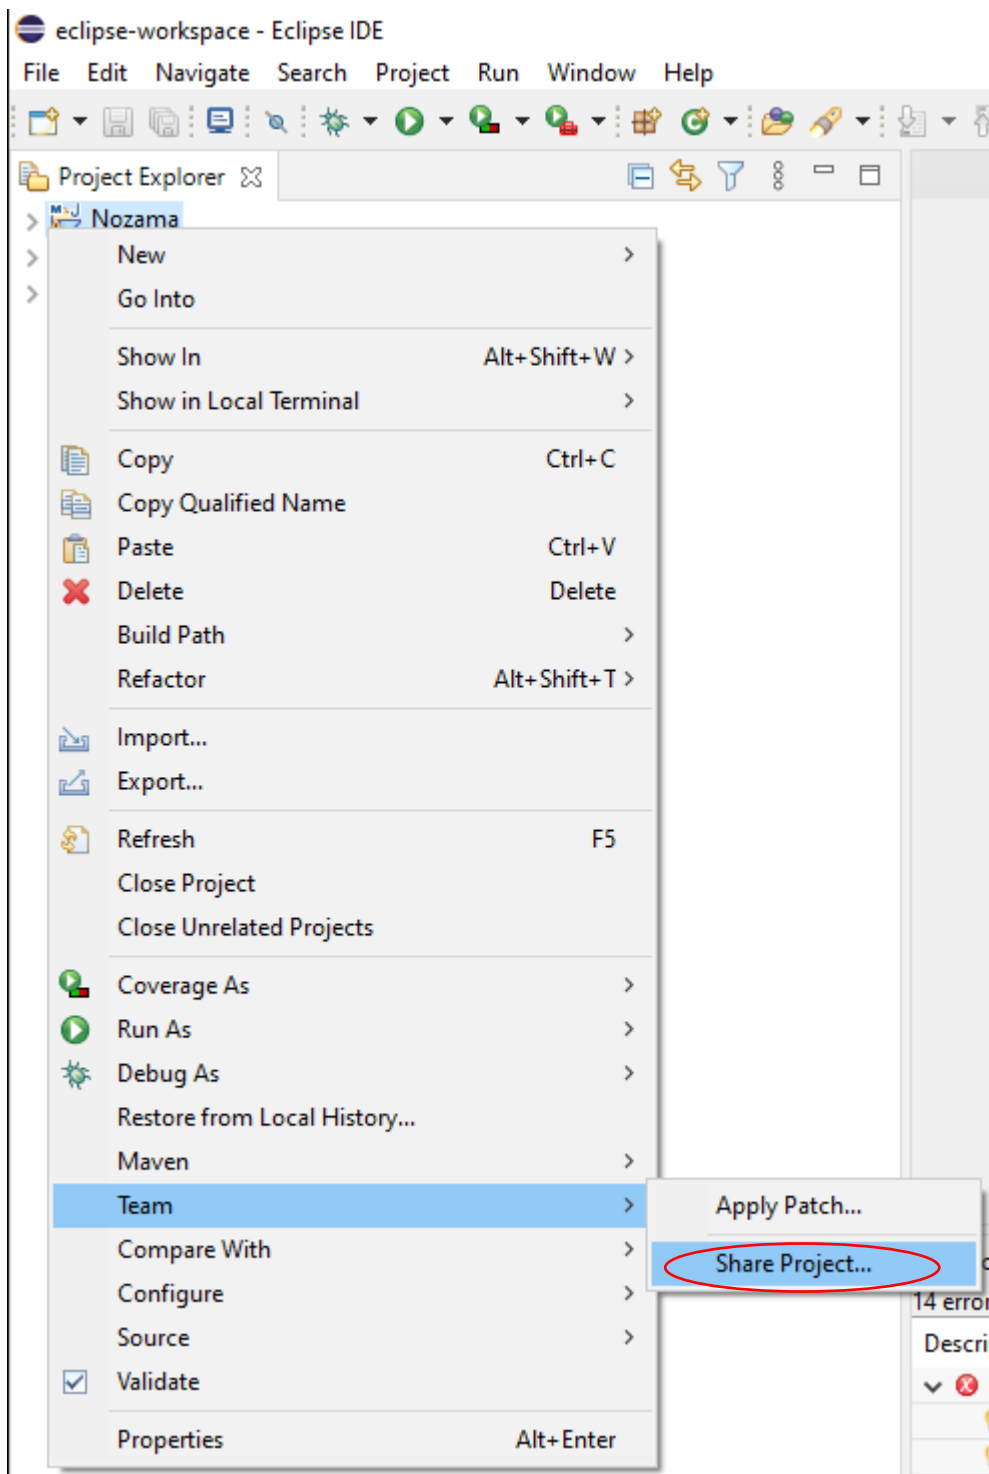 eclipse-workspace - Eclipse IDE
File Edit Navigate Search Project Run Window Help
Project Explorer
Nozama
New
Go Into
Show In Alt+Shift+W
Show in Local Terminal
Copy Ctrl+C
Copy Qualified Name
Paste Ctrl+V
Delete Delete
Build Path
Refactor Alt+Shift+T
Import...
Export...
Refresh F5
Close Project
Close Unrelated Projects
Coverage As
Run As
Debug As
Restore from Local History...
Maven
Team
Apply Patch...
Compare With
Share Project...
Configure
14 error
Source
Descri
Validate
Properties Alt+Enter